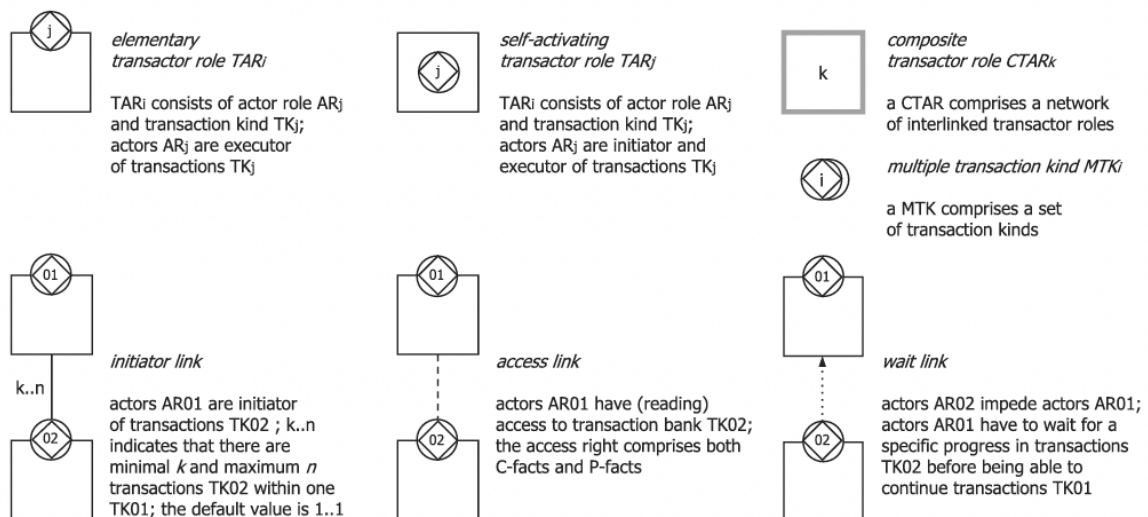 j
elementary
transactor role TARi
TARi consists of actor role ARj
and transaction kind TKj;
actors ARj are executor
of transactions TKj
j
self-activating
transactor role TARj
TARi consists of actor role ARj
and transaction kind TKj;
actors ARj are initiator and
executor of transactions TKj
k
composite
transactor role CTARk
a CTAR comprises a network
of interlinked transactor roles
i
multiple transaction kind MTKi
a MTK comprises a set
of transaction kinds
01
k..n
02
initiator link
actors AR01 are initiator
of transactions TK02 ; k..n
indicates that there are
minimal k and maximum n
transactions TK02 within one
TK01; the default value is 1..1
01
02
access link
actors AR01 have (reading)
access to transaction bank TK02;
the access right comprises both
C-facts and P-facts
01
02
wait link
actors AR02 impede actors AR01;
actors AR01 have to wait for a
specific progress in transactions
TK02 before being able to
continue transactions TK01